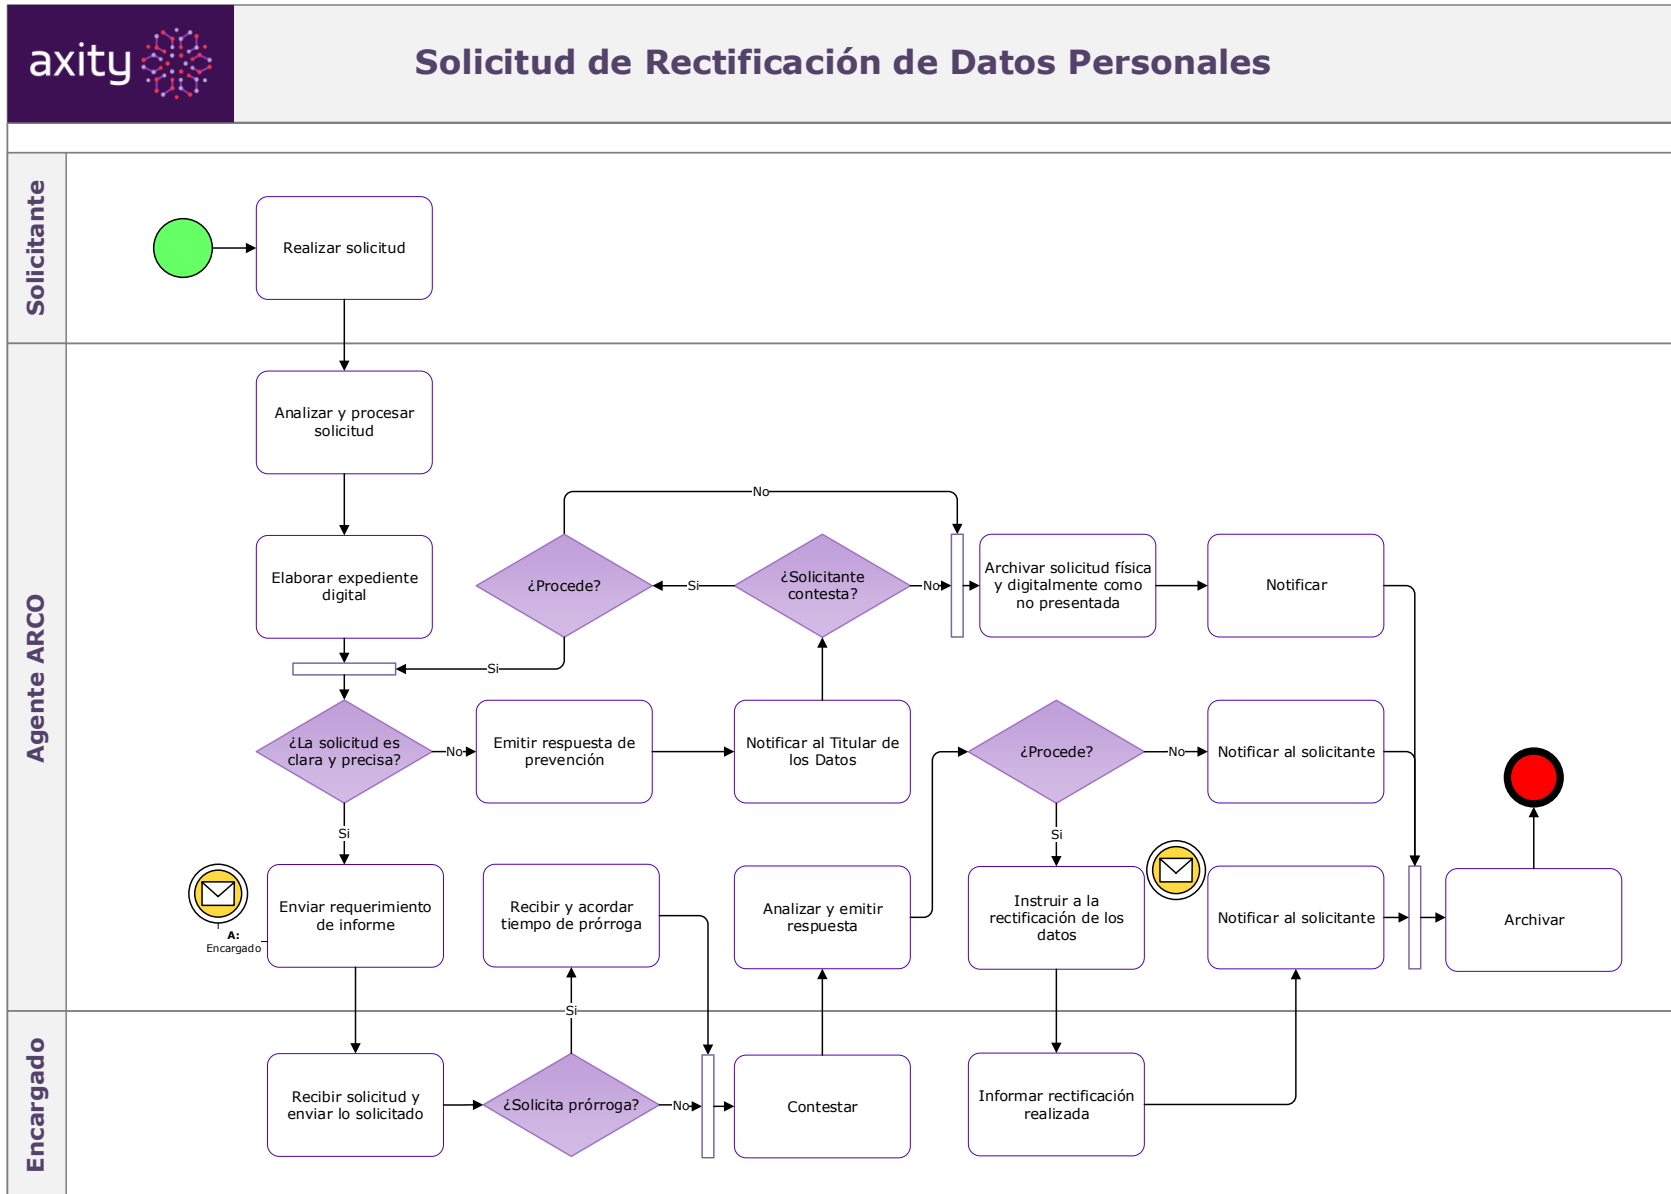 axity
Solicitud de Rectificación de Datos Personales
Solicitante
Realizar solicitud
Agente ARCO
Analizar y procesar
solicitud
No
Elaborar expediente
digital
¿Procede?
Si
¿Solicitante
contesta?
No
Archivar solicitud física
y digitalmente como
no presentada
Notificar
Si
¿La solicitud es
clara y precisa?
No
Emitir respuesta de
prevención
Notificar al Titular de
los Datos
¿Procede?
No
Notificar al solicitante
Si
Si
A:
Encargado
Enviar requerimiento
de informe
Recibir y acordar
tiempo de prórroga
Analizar y emitir
respuesta
Instruir a la
rectificación de los
datos
Notificar al solicitante
Archivar
Si
Encargado
Recibir solicitud y
enviar lo solicitado
¿Solicita prórroga?
No
Contestar
Informar rectificación
realizada